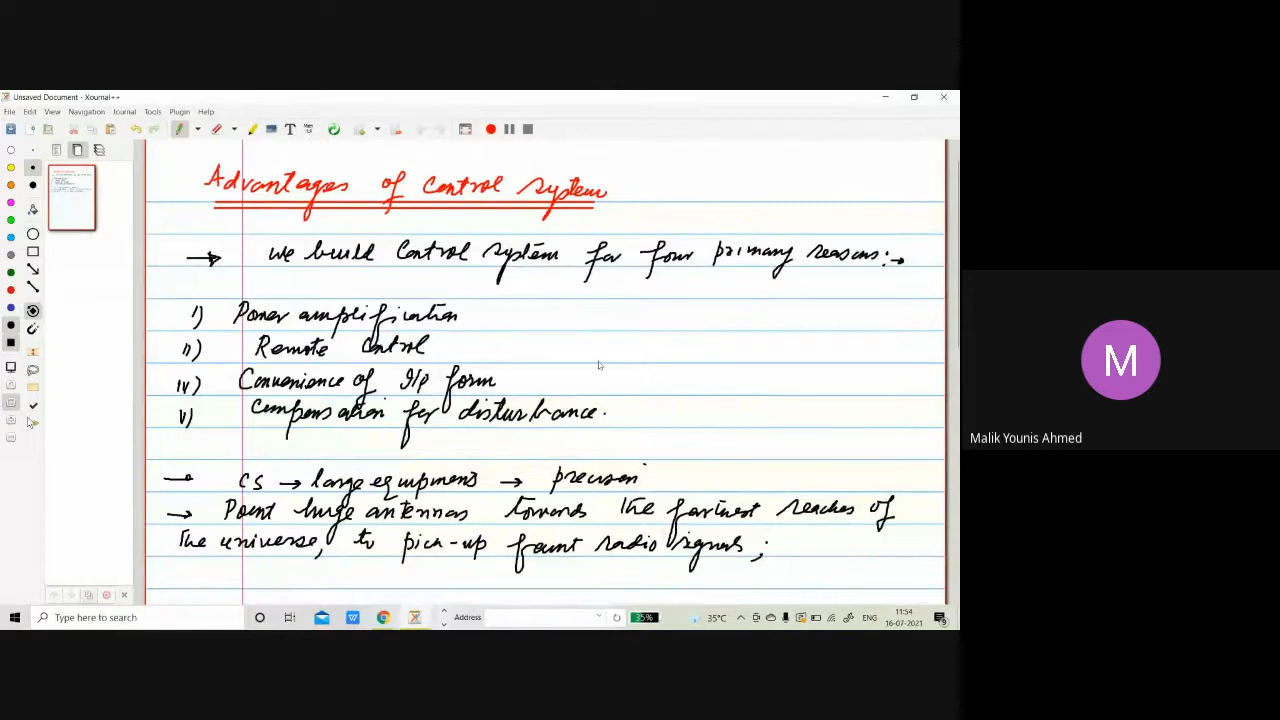 Unsaved Document - Xournal++
File Edit View Navigation Journal Tools Plugin Help
Advantages of Control System
→ We build Control System for four primary reasons:→
i) Power amplification
ii) Remote Control
iv) Convenience of I/p form
v) Compensation for disturbance.
→ CS → large equipment → precision
→ Point huge antennas towards the farthest reaches of
the universe, to pick-up faint radio signals;
Malik Younis Ahmed
M
Type here to search
Address
35%
35°C
ENG
11:54
16-07-2021